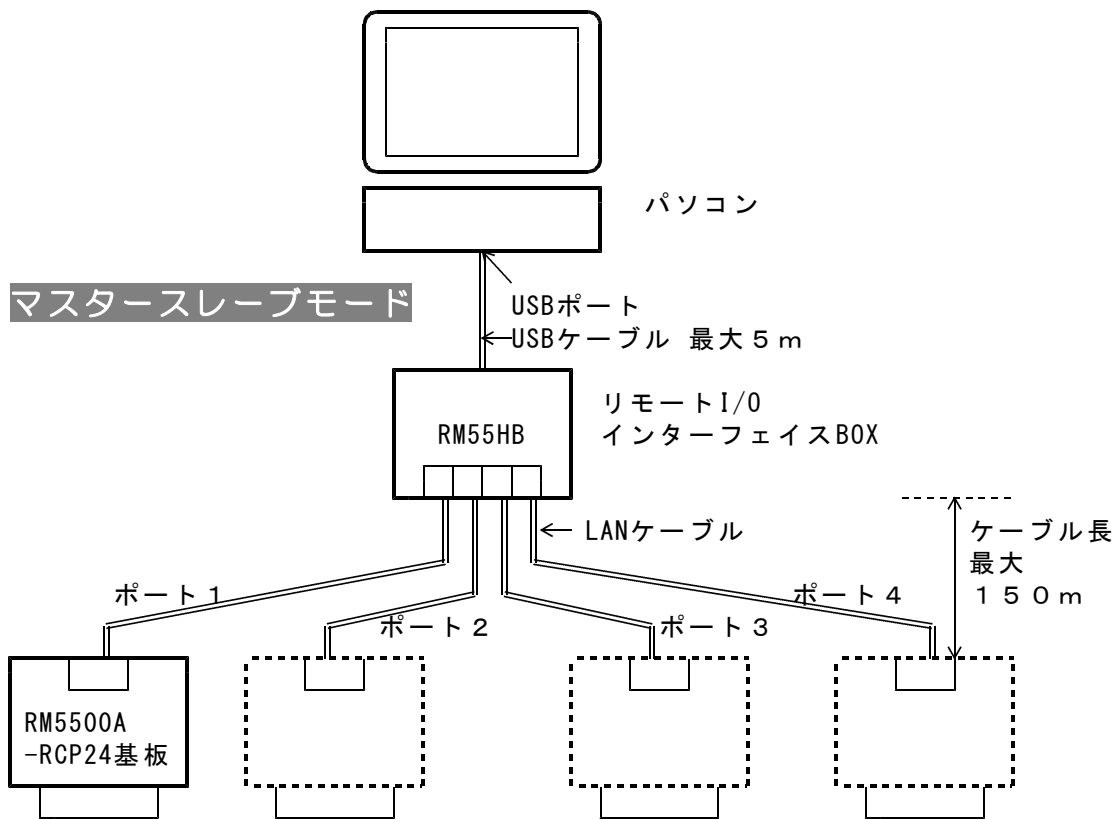 パソコン
マスタースレーブモード
USBポート
USBケーブル 最大５ｍ
リモートI/O
インターフェイスBOX
RM55HB
LANケーブル
ケーブル長
最大
１５０ｍ
ポート１
ポート２
ポート３
ポート４
RM5500A
-RCP24基板